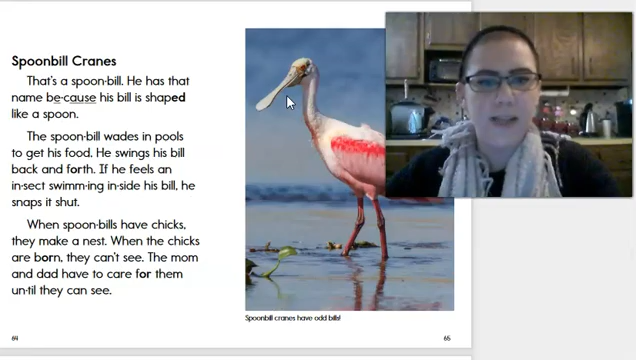 Spoonbill Cranes
That's a spoon·bill. He has that
name be·cause his bill is shaped
like a spoon.
The spoon·bill wades in pools
to get his food. He swings his bill
back and forth. If he feels an
in·sect swimm·ing in·side his bill, he
snaps it shut.
When spoon·bills have chicks,
they make a nest. When the chicks
are born, they can't see. The mom
and dad have to care for them
un·til they can see.
64
Spoonbill cranes have odd bills!
65